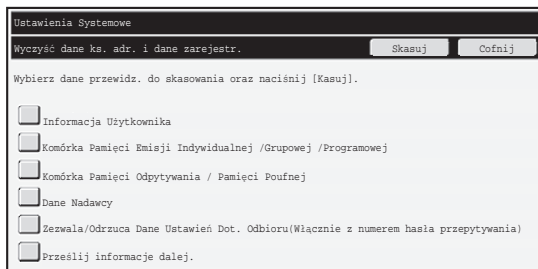 Ustawienia Systemowe
Wyczyść dane ks. adr. i dane zarejestr. Skasuj Cofnij
Wybierz dane przewidz. do skasowania oraz naciśnij [Kasuj].
Informacja Użytkownika
Komórka Pamięci Emisji Indywidualnej /Grupowej /Programowej
Komórka Pamięci Odpytywania / Pamięci Poufnej
Dane Nadawcy
Zezwala/Odrzuca Dane Ustawień Dot. Odbioru(Włącznie z numerem hasła przepytywania)
Prześlij informacje dalej.